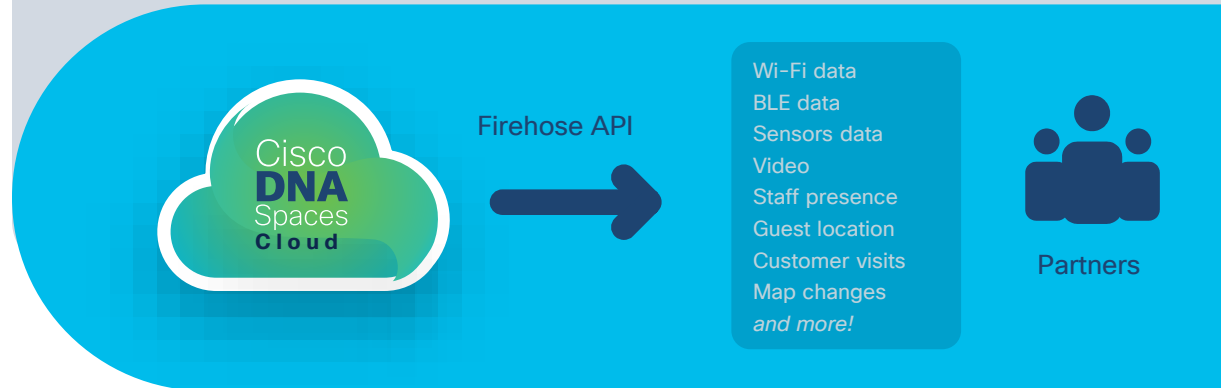 Cisco
DNA
Spaces
Cloud
Firehose API
Wi-Fi data
BLE data
Sensors data
Video
Staff presence
Guest location
Customer visits
Map changes
and more!
Partners